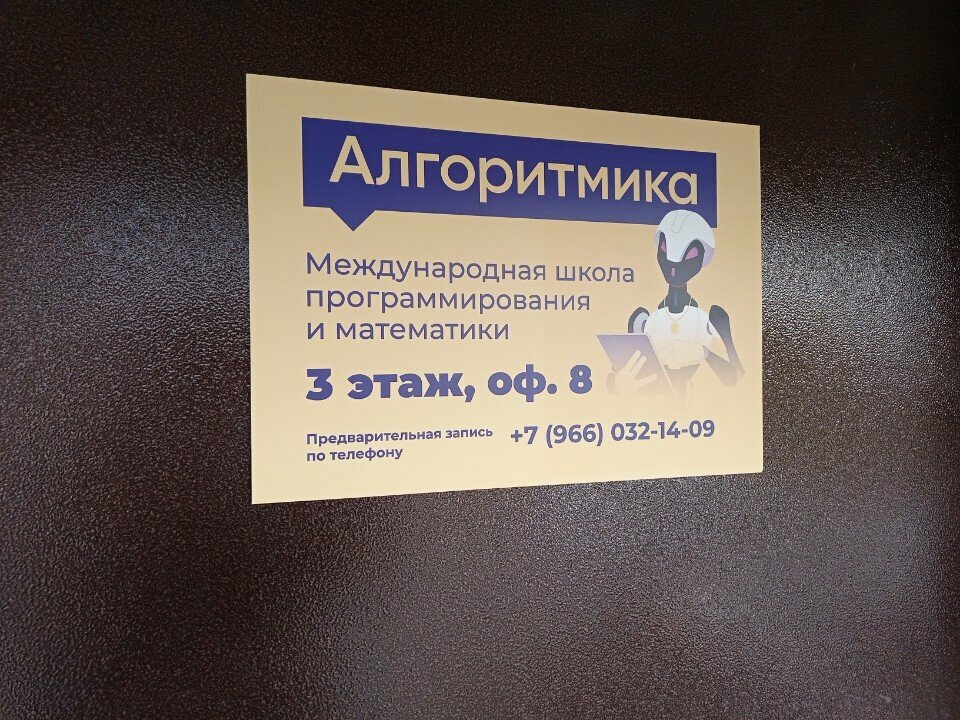 Алгоритмика
Международная школа
программирования
и математики
3 этаж, оф. 8
Предварительная запись
по телефону
+7 (966) 032-14-09